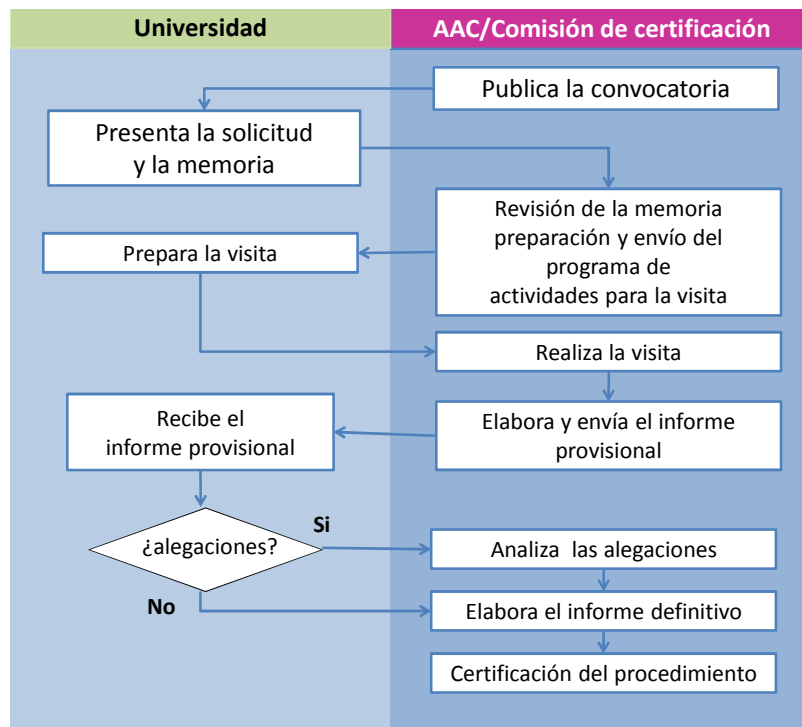 Universidad
AAC/Comisión de certificación
Publica la convocatoria
Presenta la solicitud
y la memoria
Revisión de la memoria
preparación y envío del
programa de
actividades para la visita
Prepara la visita
Realiza la visita
Elabora y envía el informe
provisional
Recibe el
informe provisional
¿alegaciones?
Si
Analiza las alegaciones
No
Elabora el informe definitivo
Certificación del procedimiento